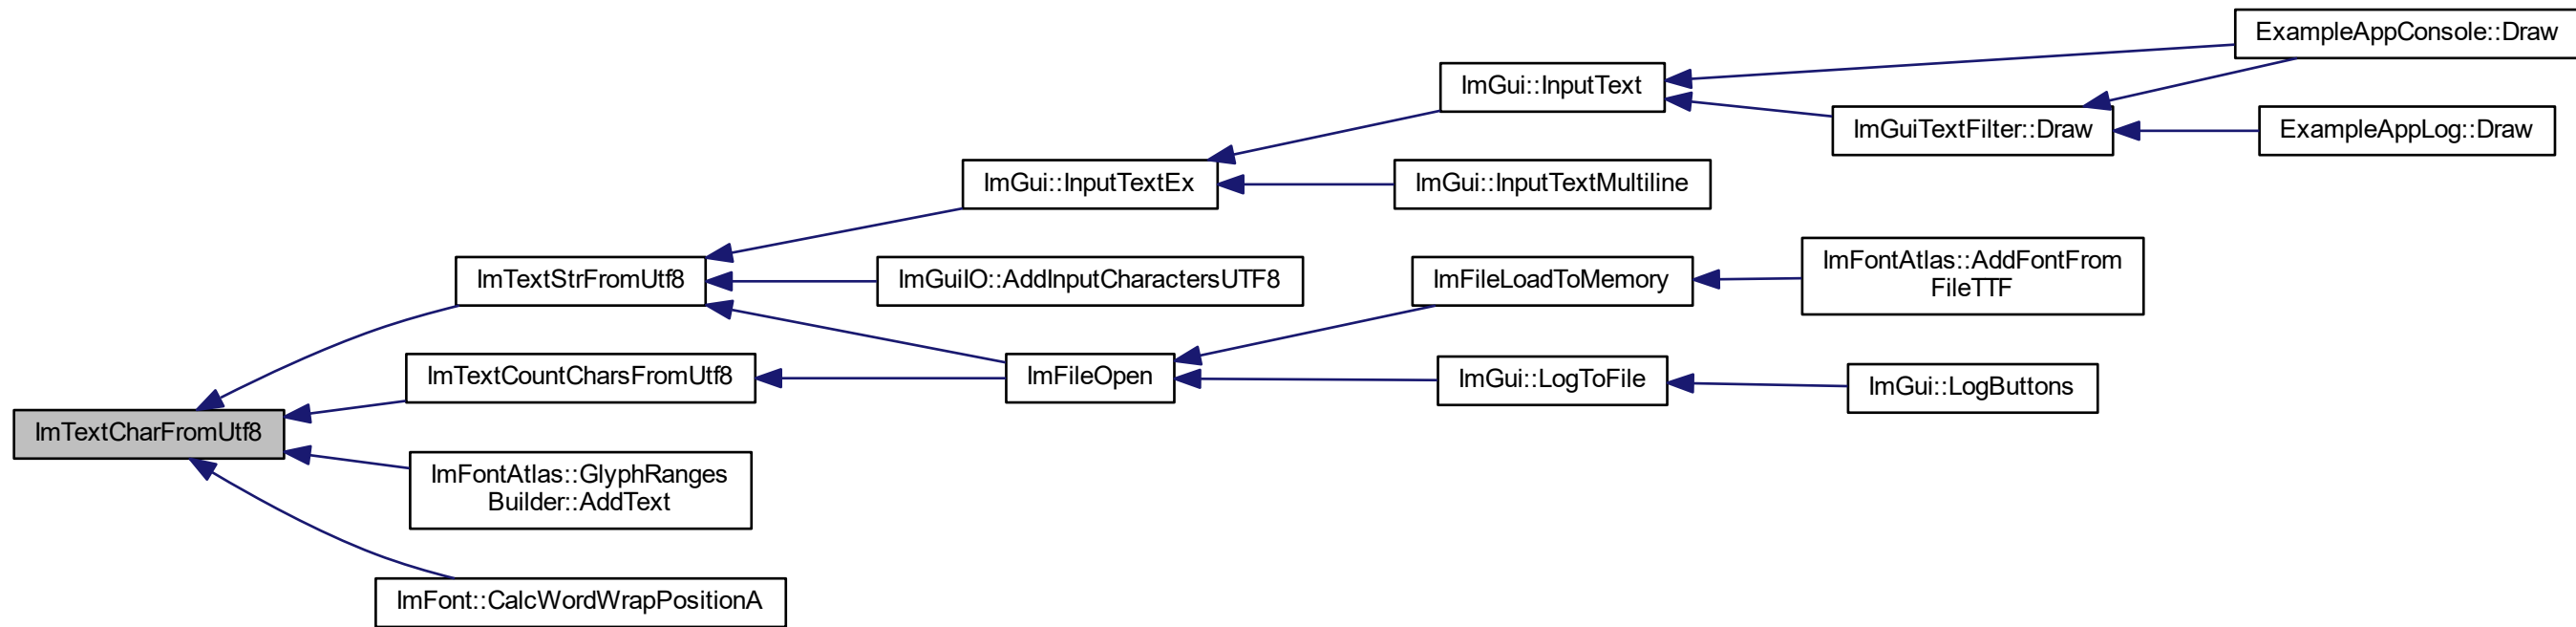 ExampleAppConsole::Draw
ImGui::InputText
ImGuiTextFilter::Draw
ExampleAppLog::Draw
ImGui::InputTextEx
ImGui::InputTextMultiline
ImTextStrFromUtf8
ImGuiIO::AddInputCharactersUTF8
ImFileLoadToMemory
ImFontAtlas::AddFontFrom
FileTTF
ImTextCountCharsFromUtf8
ImFileOpen
ImGui::LogToFile
ImGui::LogButtons
ImTextCharFromUtf8
ImFontAtlas::GlyphRanges
Builder::AddText
ImFont::CalcWordWrapPositionA